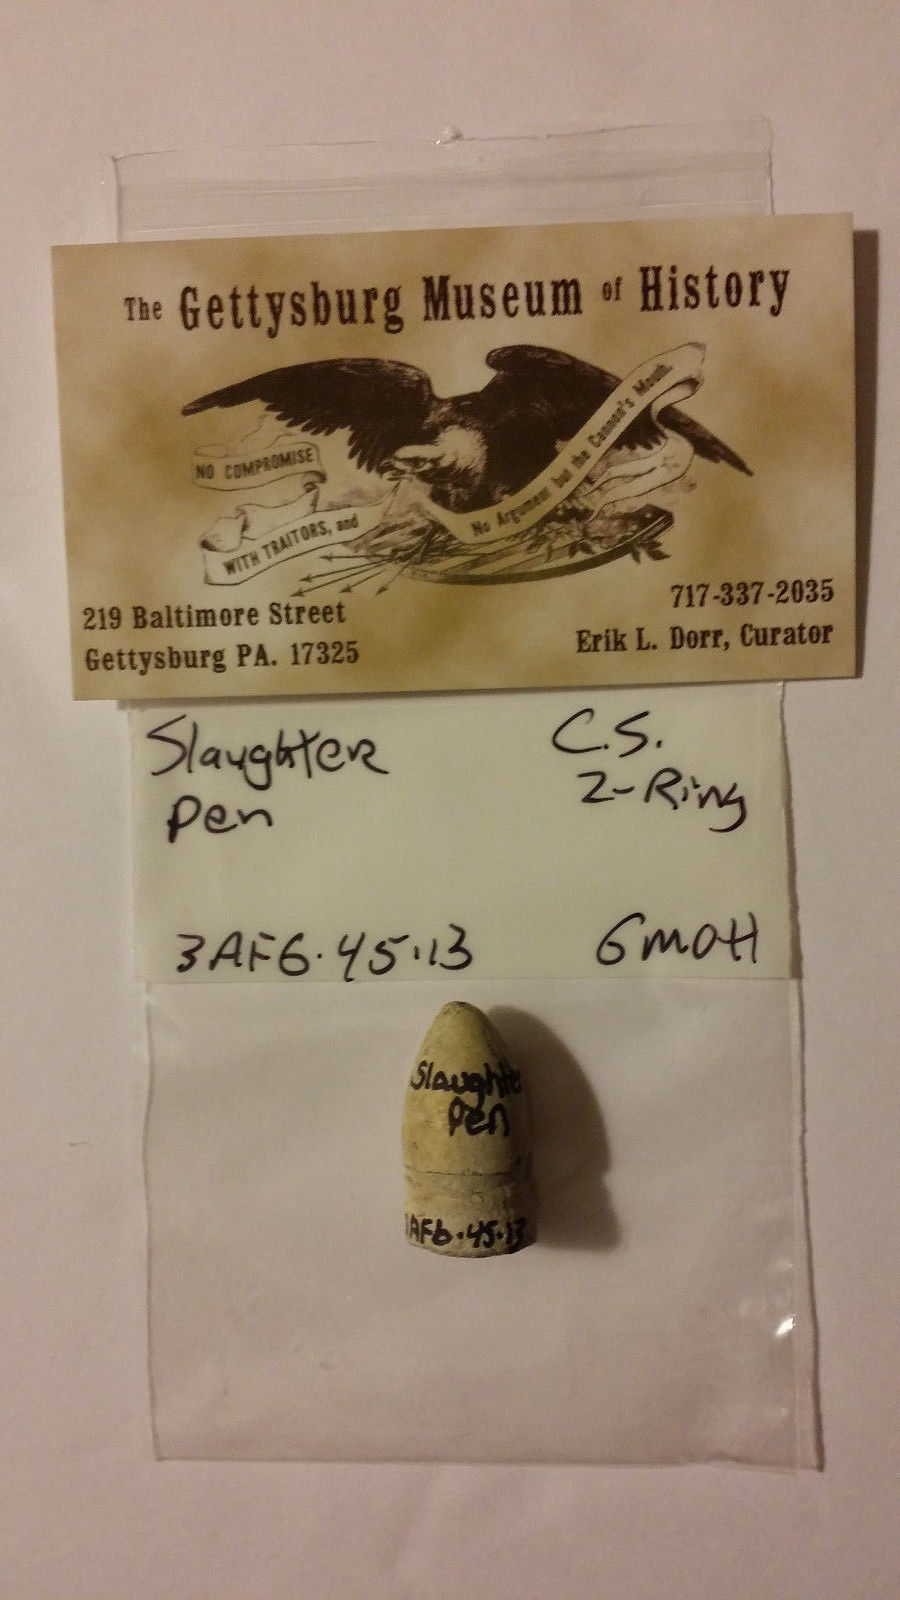 The Gettysburg Museum of History
NO COMPROMISE
WITH TRAITORS, and
No Argument but the Cannon's Mouth.
219 Baltimore Street
Gettysburg PA. 17325
717-337-2035
Erik L. Dorr, Curator
Slaughter
Pen
C.S.
2-Ring
3AF6.45.13
GMOH
Slaughte
Pen
AF6.45.13